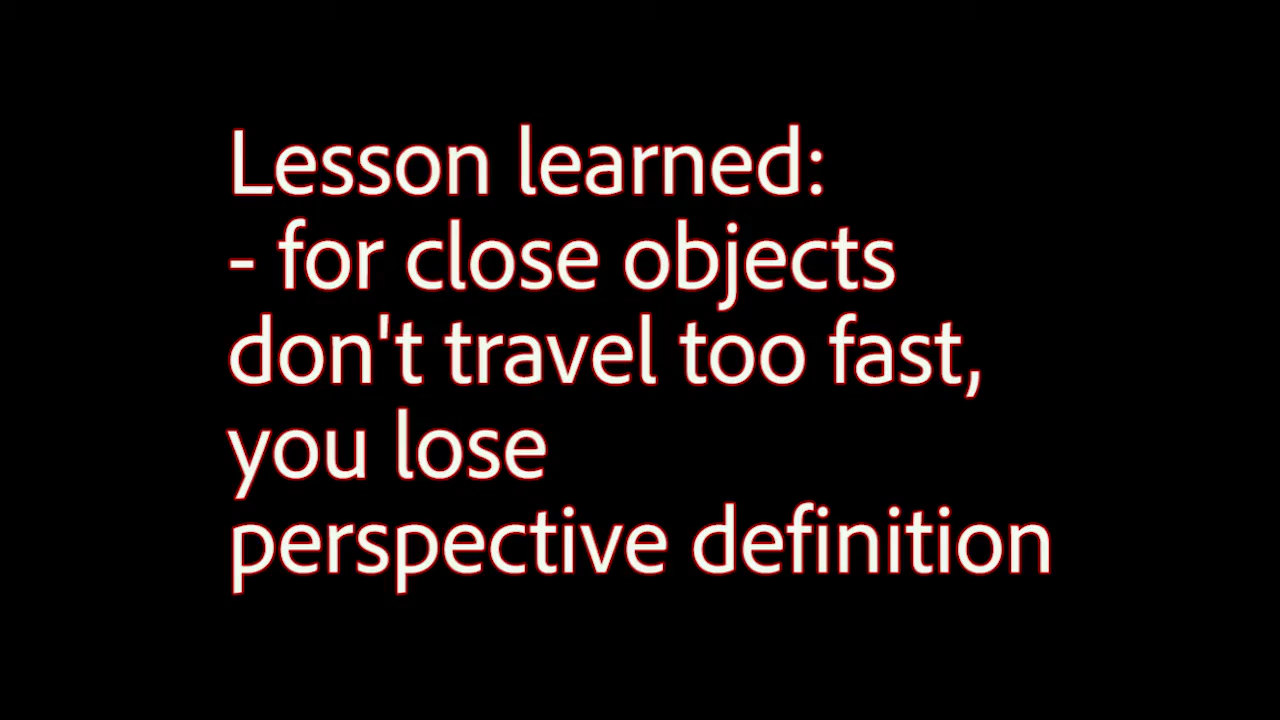 Lesson learned:
- for close objects
don't travel too fast,
you lose
perspective definition